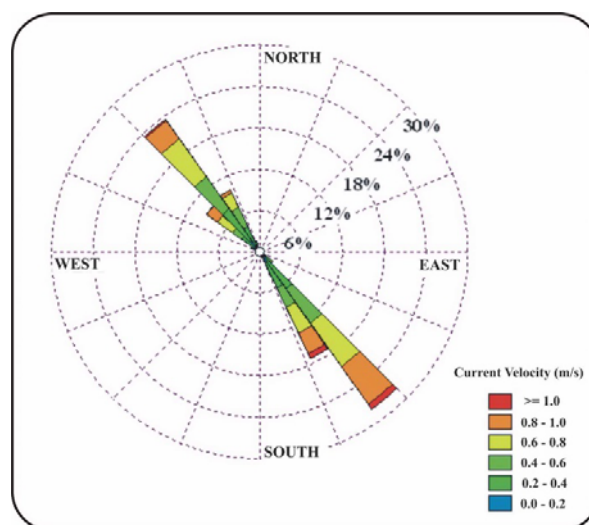 NORTH
30%
24%
18%
12%
6%
WEST
EAST
SOUTH
Current Velocity (m/s)
>= 1.0
0.8 - 1.0
0.6 - 0.8
0.4 - 0.6
0.2 - 0.4
0.0 - 0.2